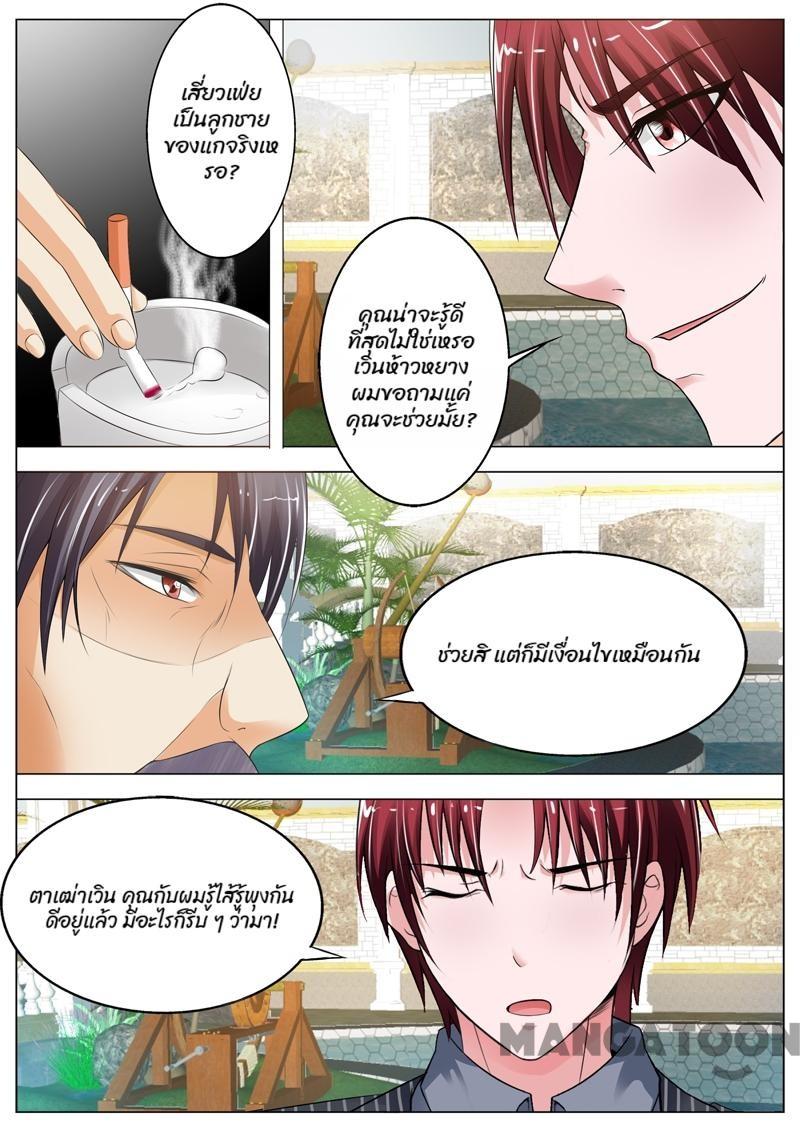 เสี่ยวเฟย
เป็นลูกชาย
ของแกจริงเห
รอ?
คุณน่าจะรู้ดี
ที่สุดไม่ใช่เหรอ
เวินห้าวหยาง
ผมขอถามแค่
คุณจะช่วยมั้ย?
ช่วยสิ แต่ก็มีเงื่อนไขเหมือนกัน
ตาเฒ่าเวิน คุณกับผมรู้ไส้รู้พุงกัน
ดีอยู่แล้ว มีอะไรก็รีบ ๆ ว่ามา!
MANGATOON